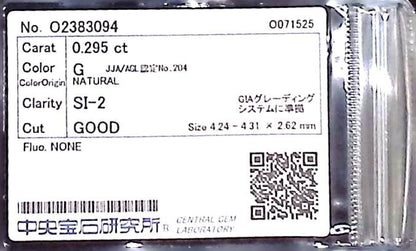 No. O2383094 O071525
Carat 0.295 ct
Color G JJA/AGL認定No.204
ColorOrigin NATURAL
Clarity SI-2 GIAグレーディング
システムに準拠
Cut GOOD Size 4.24 - 4.31 × 2.62 mm
Fluo. NONE
中央宝石研究所® CENTRAL GEM
LABORATORY